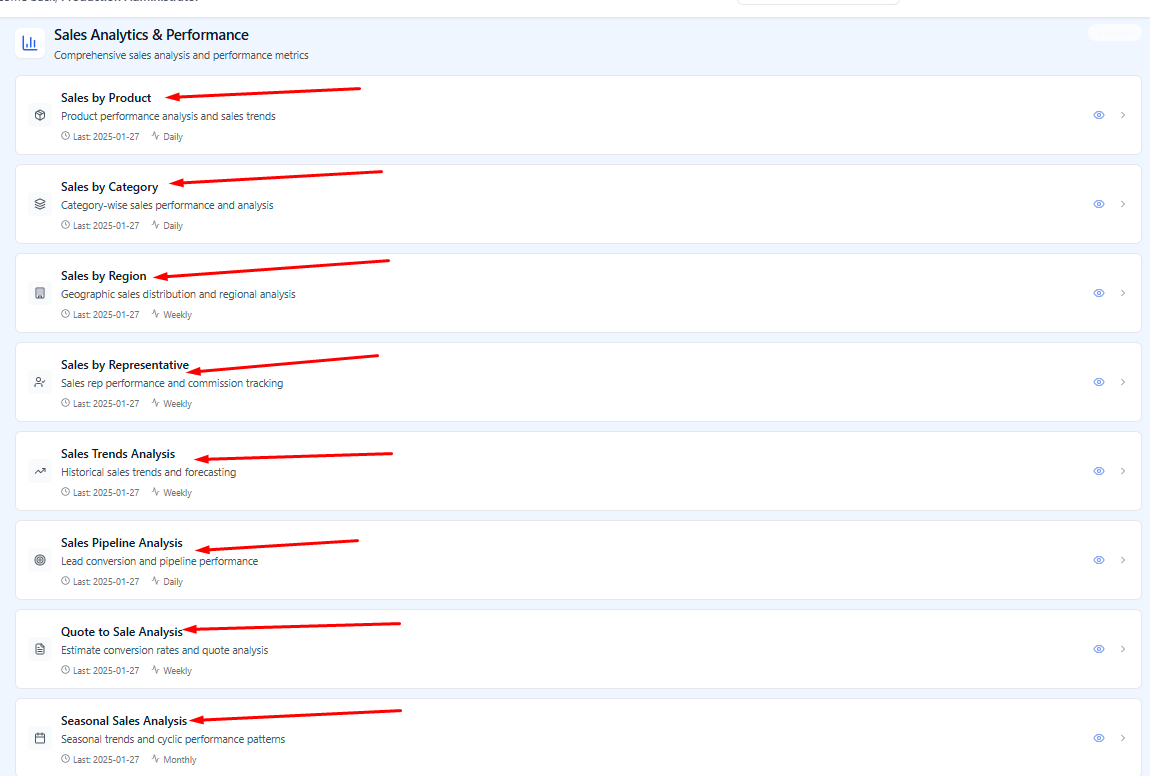 Sales Analytics & Performance
Comprehensive sales analysis and performance metrics
Sales by Product
Product performance analysis and sales trends
Last: 2025-01-27 Daily
Sales by Category
Category-wise sales performance and analysis
Last: 2025-01-27 Daily
Sales by Region
Geographic sales distribution and regional analysis
Last: 2025-01-27 Weekly
Sales by Representative
Sales rep performance and commission tracking
Last: 2025-01-27 Weekly
Sales Trends Analysis
Historical sales trends and forecasting
Last: 2025-01-27 Weekly
Sales Pipeline Analysis
Lead conversion and pipeline performance
Last: 2025-01-27 Daily
Quote to Sale Analysis
Estimate conversion rates and quote analysis
Last: 2025-01-27 Weekly
Seasonal Sales Analysis
Seasonal trends and cyclic performance patterns
Last: 2025-01-27 Monthly